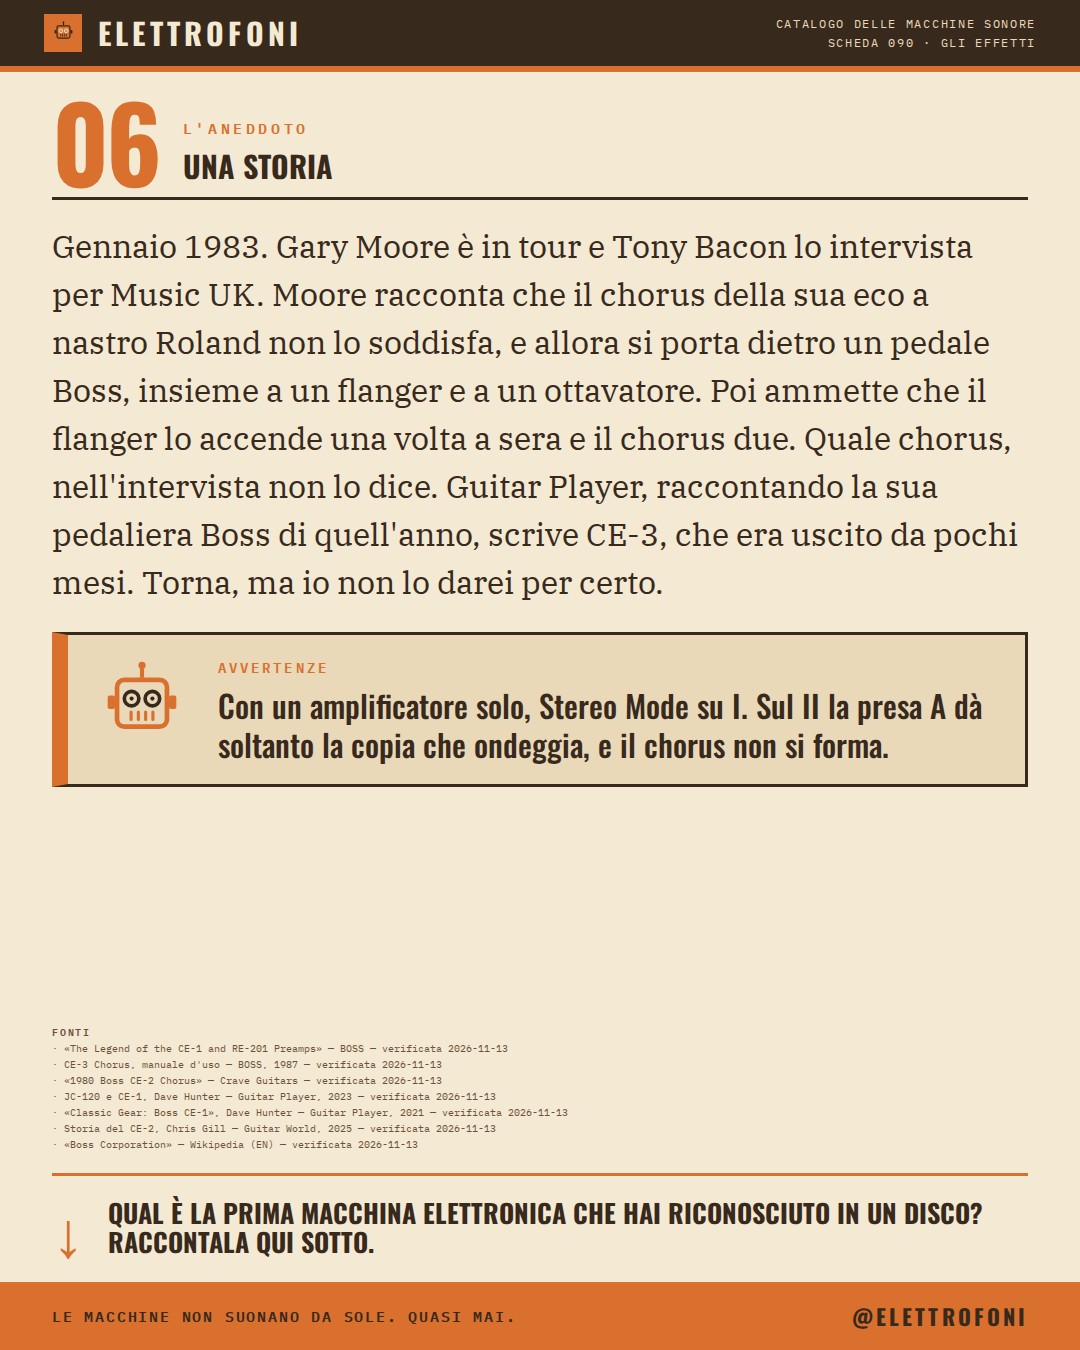 ELETTROFONI
CATALOGO DELLE MACCHINE SONORE
SCHEDA 090 · GLI EFFETTI
06
L'ANEDDOTO
UNA STORIA
Gennaio 1983. Gary Moore è in tour e Tony Bacon lo intervista
per Music UK. Moore racconta che il chorus della sua eco a
nastro Roland non lo soddisfa, e allora si porta dietro un pedale
Boss, insieme a un flanger e a un ottavatore. Poi ammette che il
flanger lo accende una volta a sera e il chorus due. Quale chorus,
nell'intervista non lo dice. Guitar Player, raccontando la sua
pedaliera Boss di quell'anno, scrive CE-3, che era uscito da pochi
mesi. Torna, ma io non lo darei per certo.
AVVERTENZE
Con un amplificatore solo, Stereo Mode su I. Sul II la presa A dà
soltanto la copia che ondeggia, e il chorus non si forma.
FONTI
· «The Legend of the CE-1 and RE-201 Preamps» — BOSS — verificata 2026-11-13
· CE-3 Chorus, manuale d'uso — BOSS, 1987 — verificata 2026-11-13
· «1980 Boss CE-2 Chorus» — Crave Guitars — verificata 2026-11-13
· JC-120 e CE-1, Dave Hunter — Guitar Player, 2023 — verificata 2026-11-13
· «Classic Gear: Boss CE-1», Dave Hunter — Guitar Player, 2021 — verificata 2026-11-13
· Storia del CE-2, Chris Gill — Guitar World, 2025 — verificata 2026-11-13
· «Boss Corporation» — Wikipedia (EN) — verificata 2026-11-13
↓
QUAL È LA PRIMA MACCHINA ELETTRONICA CHE HAI RICONOSCIUTO IN UN DISCO?
RACCONTALA QUI SOTTO.
LE MACCHINE NON SUONANO DA SOLE. QUASI MAI.
@ELETTROFONI